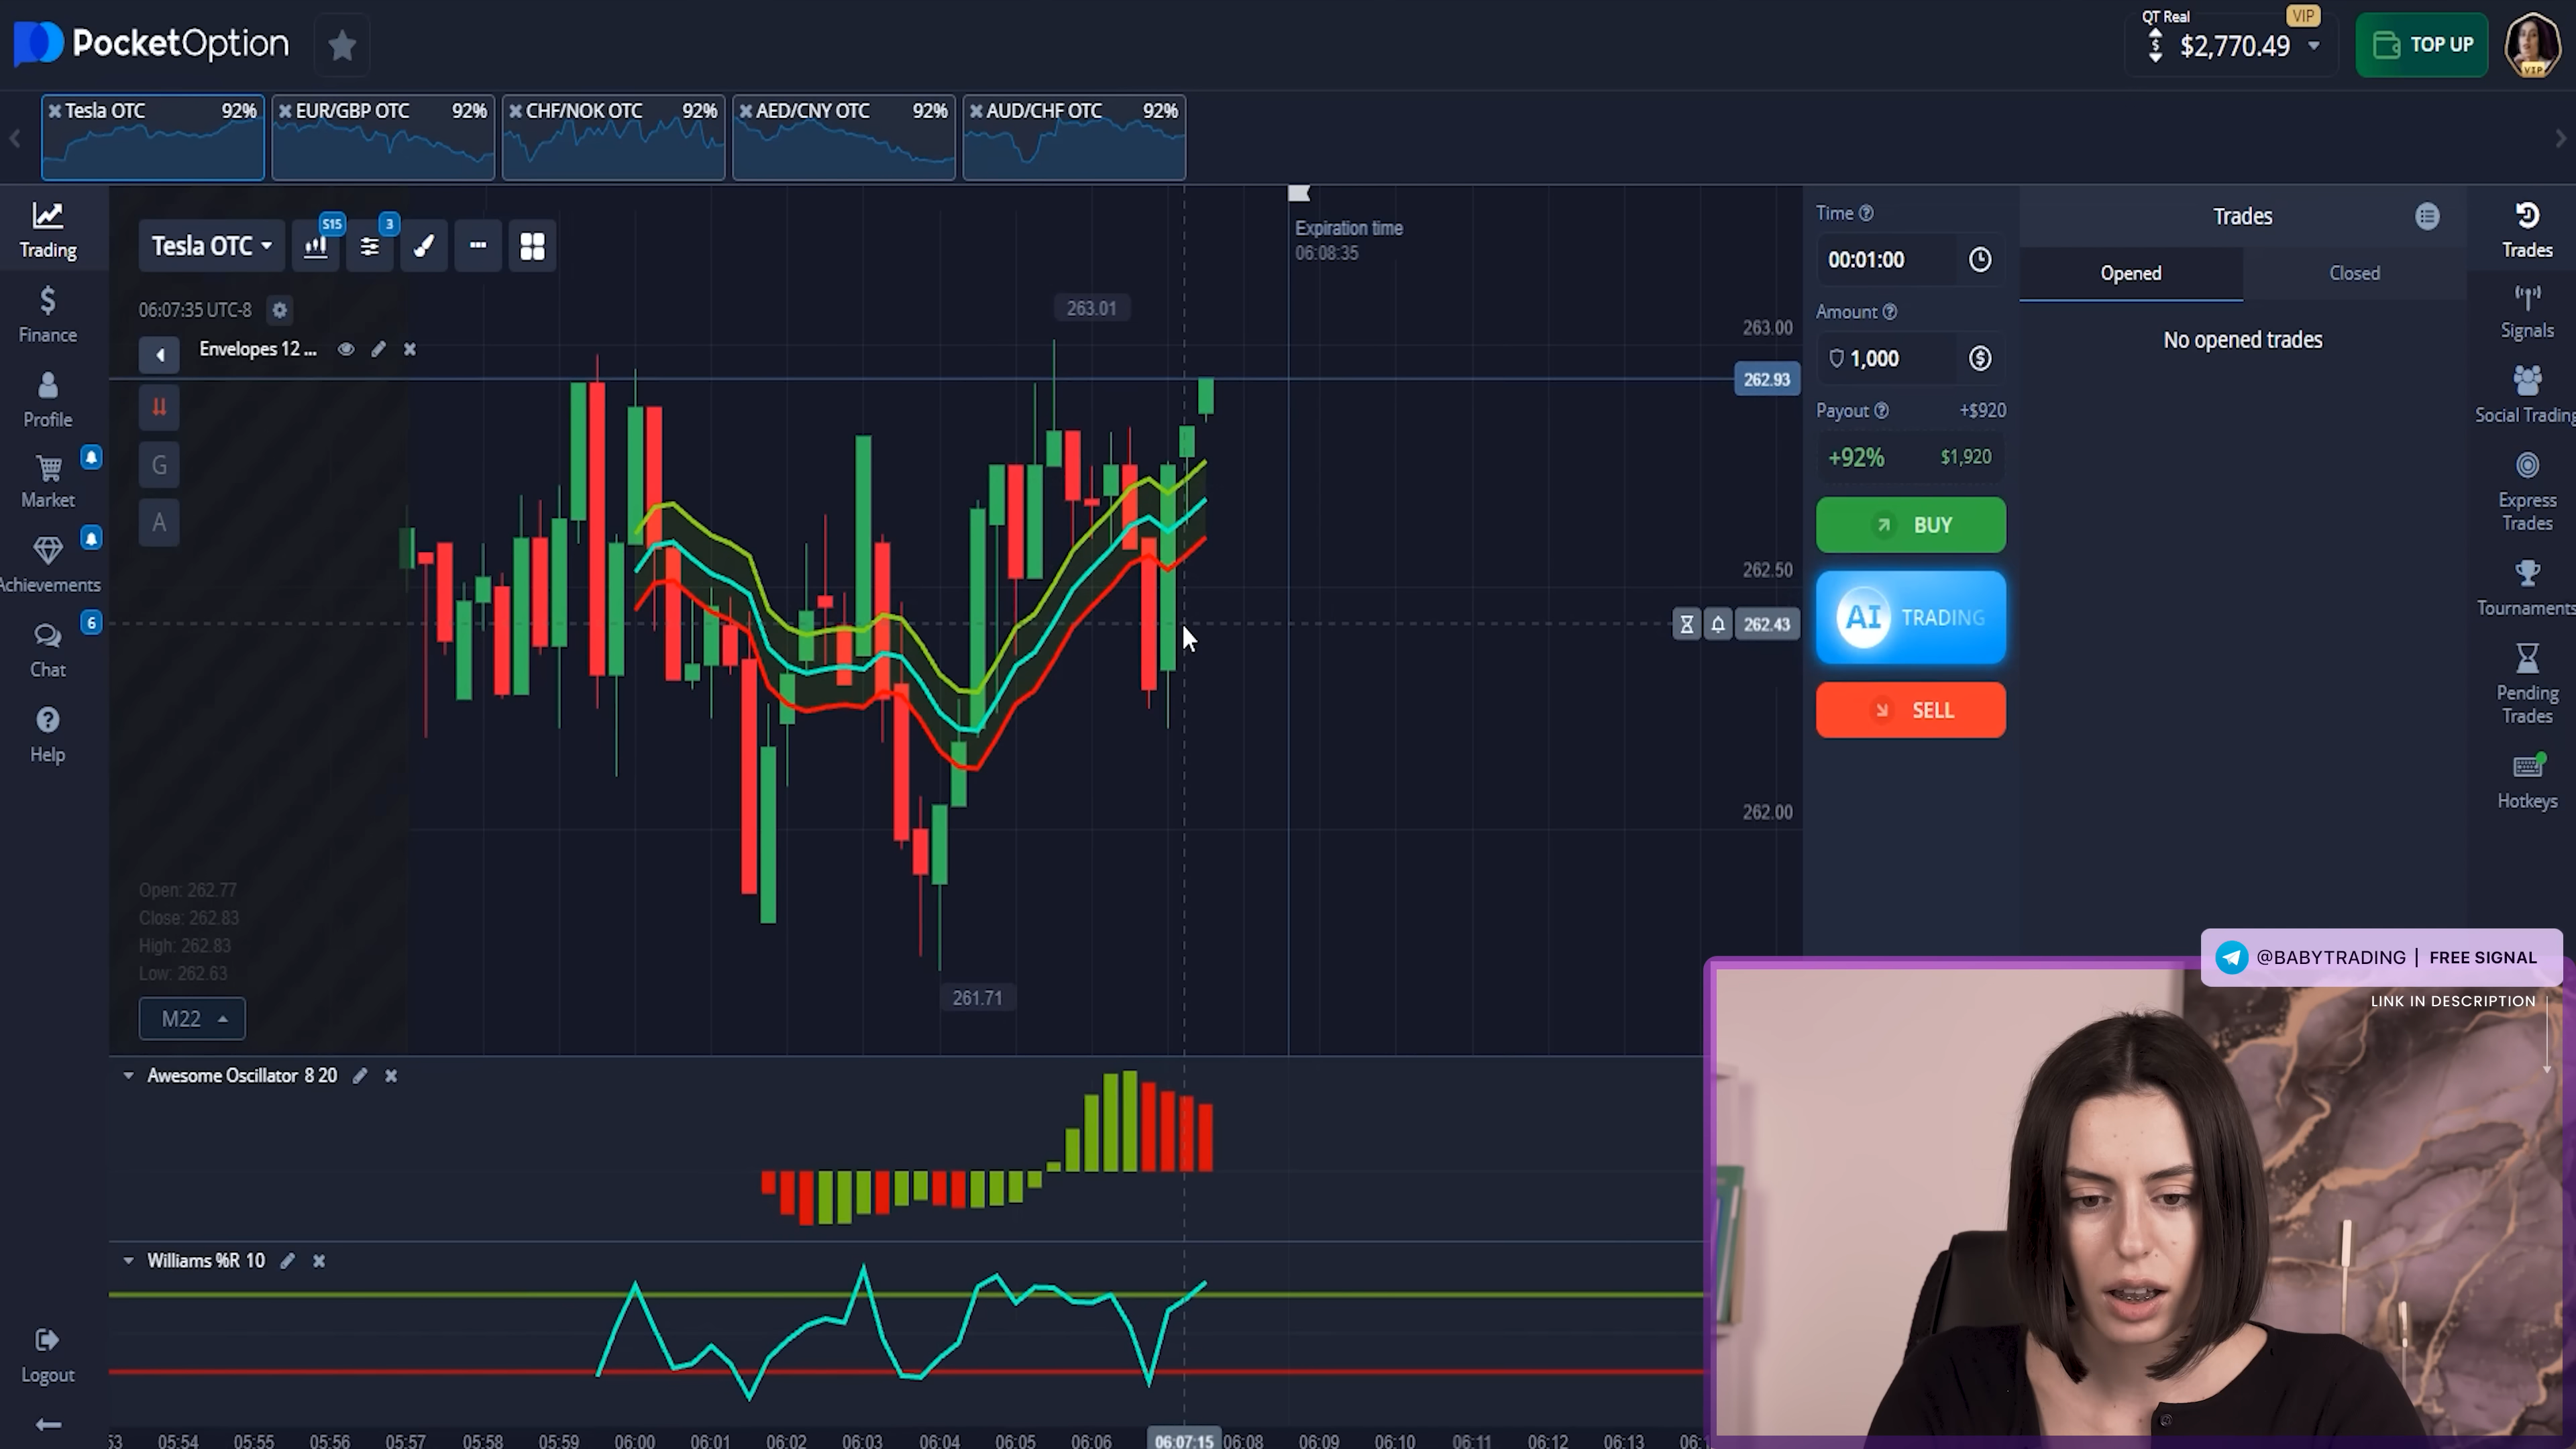 PocketOption
QT Real
VIP
$2,770.49
TOP UP
VIP
Tesla OTC 92%
EUR/GBP OTC 92%
CHF/NOK OTC 92%
AED/CNY OTC 92%
AUD/CHF OTC 92%
Trading
Finance
Profile
Market
Achievements
6
Chat
Help
Logout
Tesla OTC
S15
3
06:07:35 UTC-8
Envelopes 12 ...
G
A
Expiration time
06:08:35
263.01
263.00
262.93
262.50
262.43
262.00
261.71
Open: 262.77
Close: 262.83
High: 262.83
Low: 262.63
M22
Awesome Oscillator 8 20
Williams %R 10
53 05:54 05:55 05:56 05:57 05:58 05:59 06:00 06:01 06:02 06:03 06:04 06:05 06:06 06:07:15 06:08 06:09 06:10 06:11 06:12 06:13 06:1
Time
00:01:00
Amount
1,000
Payout +$920
+92% $1,920
BUY
AI TRADING
SELL
Trades
Opened Closed
No opened trades
Trades
Signals
Social Trading
Express
Trades
Tournaments
Pending
Trades
Hotkeys
@BABYTRADING | FREE SIGNAL
LINK IN DESCRIPTION